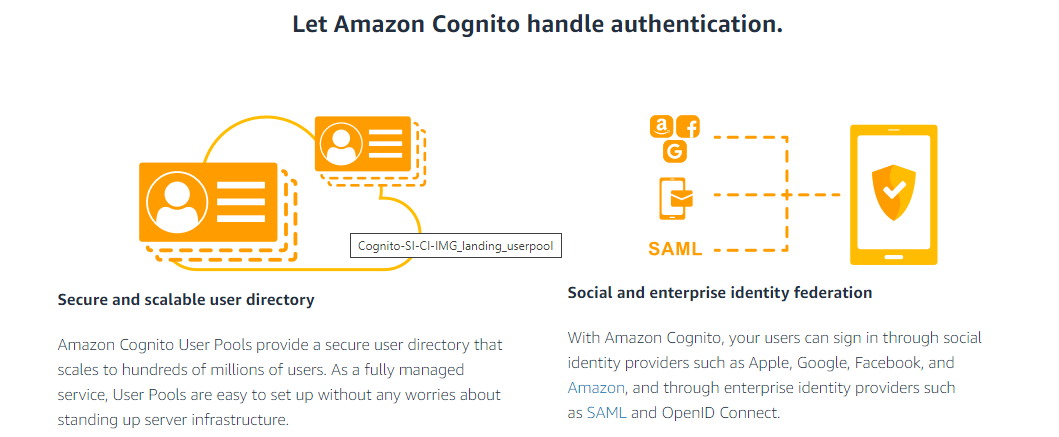 Let Amazon Cognito handle authentication.
SAML
Cognito-SI-CI-IMG_landing_userpool
Secure and scalable user directory
Amazon Cognito User Pools provide a secure user directory that
scales to hundreds of millions of users. As a fully managed
service, User Pools are easy to set up without any worries about
standing up server infrastructure.
Social and enterprise identity federation
With Amazon Cognito, your users can sign in through social
identity providers such as Apple, Google, Facebook, and
Amazon, and through enterprise identity providers such
as SAML and OpenID Connect.